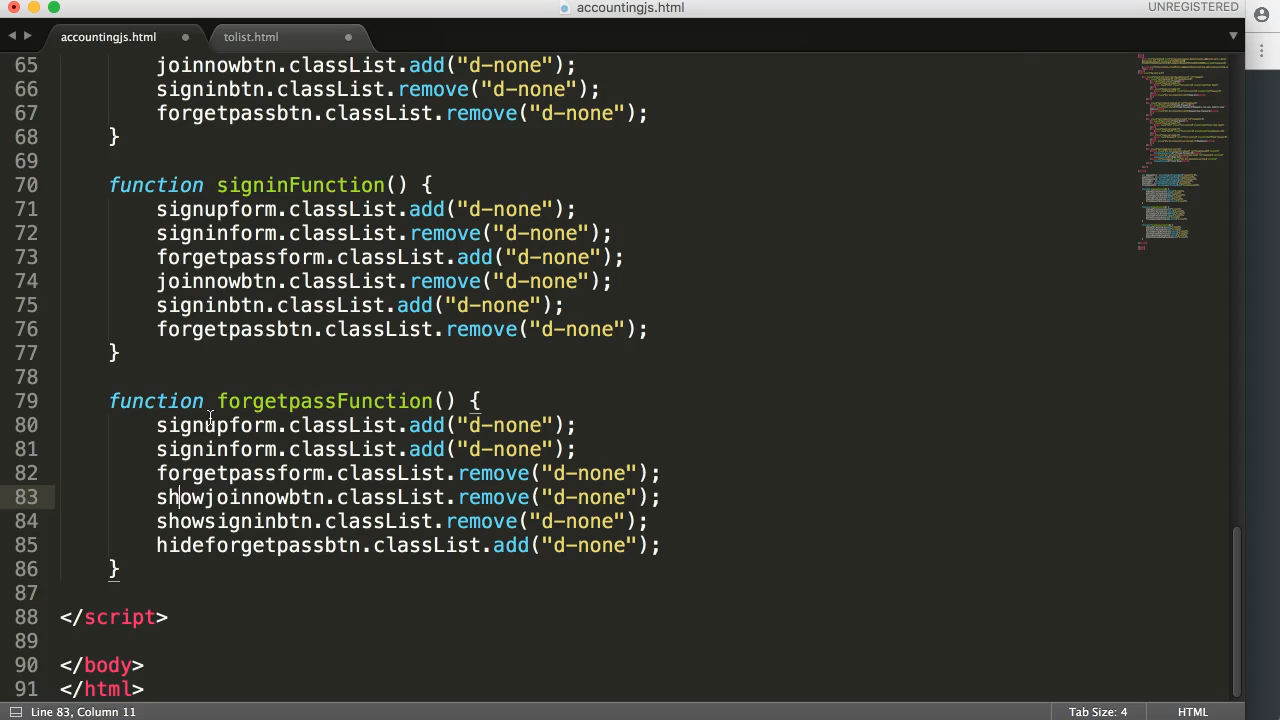 accountingjs.html
UNREGISTERED
accountingjs.html
tolist.html
65 joinnowbtn.classList.add("d-none");
66 signinbtn.classList.remove("d-none");
67 forgetpassbtn.classList.remove("d-none");
68 }
69
70 function signinFunction() {
71 signupform.classList.add("d-none");
72 signinform.classList.remove("d-none");
73 forgetpassform.classList.add("d-none");
74 joinnowbtn.classList.remove("d-none");
75 signinbtn.classList.add("d-none");
76 forgetpassbtn.classList.remove("d-none");
77 }
78
79 function forgetpassFunction() {
80 signupform.classList.add("d-none");
81 signinform.classList.add("d-none");
82 forgetpassform.classList.remove("d-none");
83 showjoinnowbtn.classList.remove("d-none");
84 showsigninbtn.classList.remove("d-none");
85 hideforgetpassbtn.classList.add("d-none");
86 }
87
88 </script>
89
90 </body>
91 </html>
Line 83, Column 11
Tab Size: 4
HTML